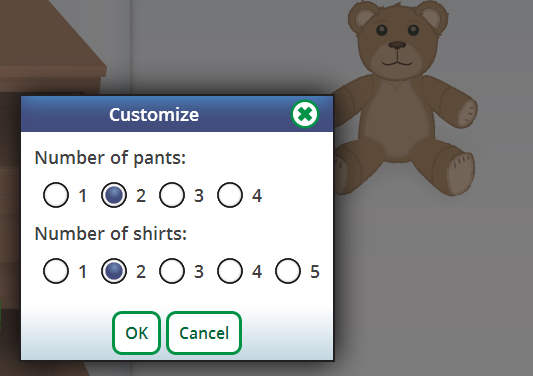 Customize
Number of pants:
1 2 3 4
Number of shirts:
1 2 3 4 5
OK Cancel